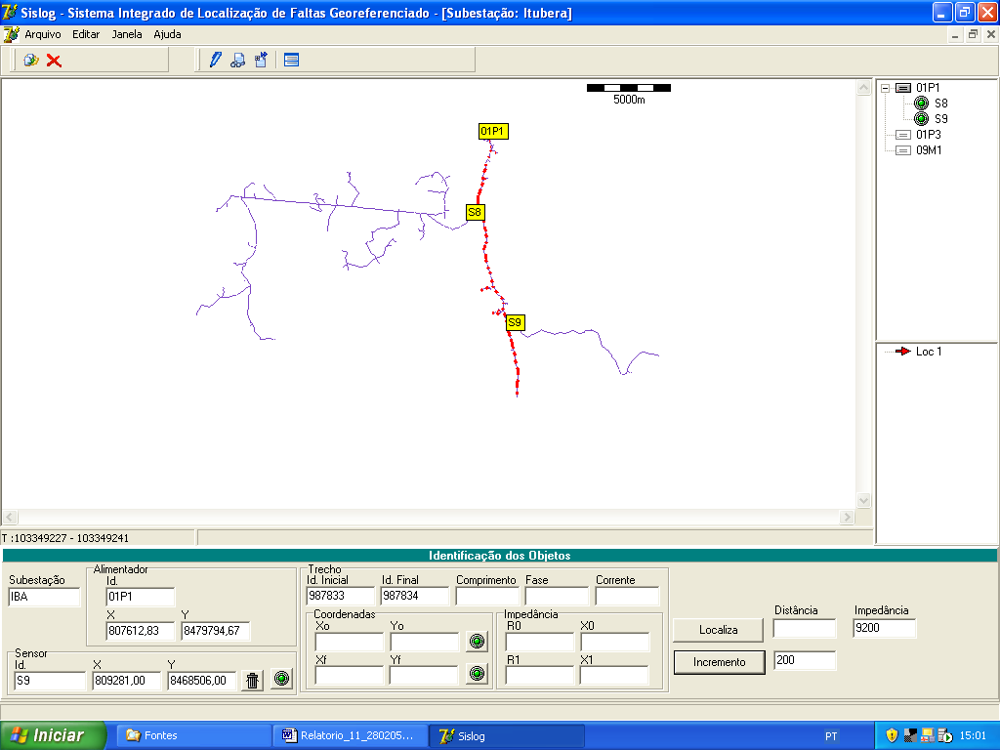 Sislog - Sistema Integrado de Localização de Faltas Georeferenciado - [Subestação: Itubera]
Arquivo Editar Janela Ajuda
5000m
01P1
S8
S9
01P1
S8
S9
01P3
09M1
Loc 1
T :103349227 - 103349241
Identificação dos Objetos
Subestação
IBA
Alimentador
Id.
01P1
X Y
807612,83 8479794,67
Sensor
Id. X Y
S9 809281,00 8468506,00
Trecho
Id. Inicial Id. Final Comprimento Fase Corrente
987833 987834
Coordenadas
Xo Yo
Xf Yf
Impedância
R0 X0
R1 X1
Localiza
Incremento
Distância
200
Impedância
9200
Iniciar Fontes Relatorio_11_280205... Sislog PT 15:01